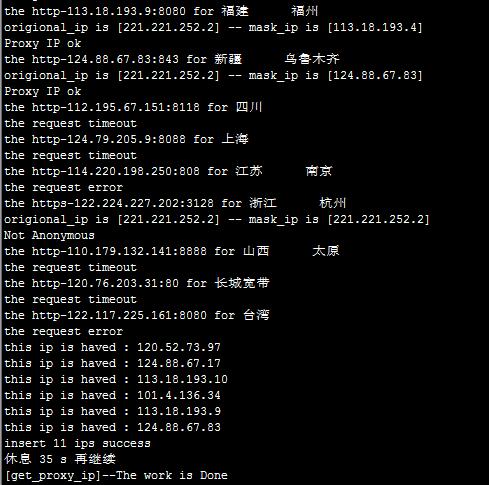 the http-113.18.193.9:8080 for 福建 福州
origional_ip is [221.221.252.2] -- mask_ip is [113.18.193.4]
Proxy IP ok
the http-124.88.67.83:843 for 新疆 乌鲁木齐
origional_ip is [221.221.252.2] -- mask_ip is [124.88.67.83]
Proxy IP ok
the http-112.195.67.151:8118 for 四川
the request timeout
the http-124.79.205.9:8088 for 上海
the request timeout
the http-114.220.198.250:808 for 江苏 南京
the request error
the https-122.224.227.202:3128 for 浙江 杭州
origional_ip is [221.221.252.2] -- mask_ip is [221.221.252.2]
Not Anonymous
the http-110.179.132.141:8888 for 山西 太原
the request timeout
the http-120.76.203.31:80 for 长城宽带
the request timeout
the http-122.117.225.161:8080 for 台湾
the request error
this ip is haved : 120.52.73.97
this ip is haved : 124.88.67.17
this ip is haved : 113.18.193.10
this ip is haved : 101.4.136.34
this ip is haved : 113.18.193.9
this ip is haved : 124.88.67.83
insert 11 ips success
休息 35 s 再继续
[get_proxy_ip]--The work is Done